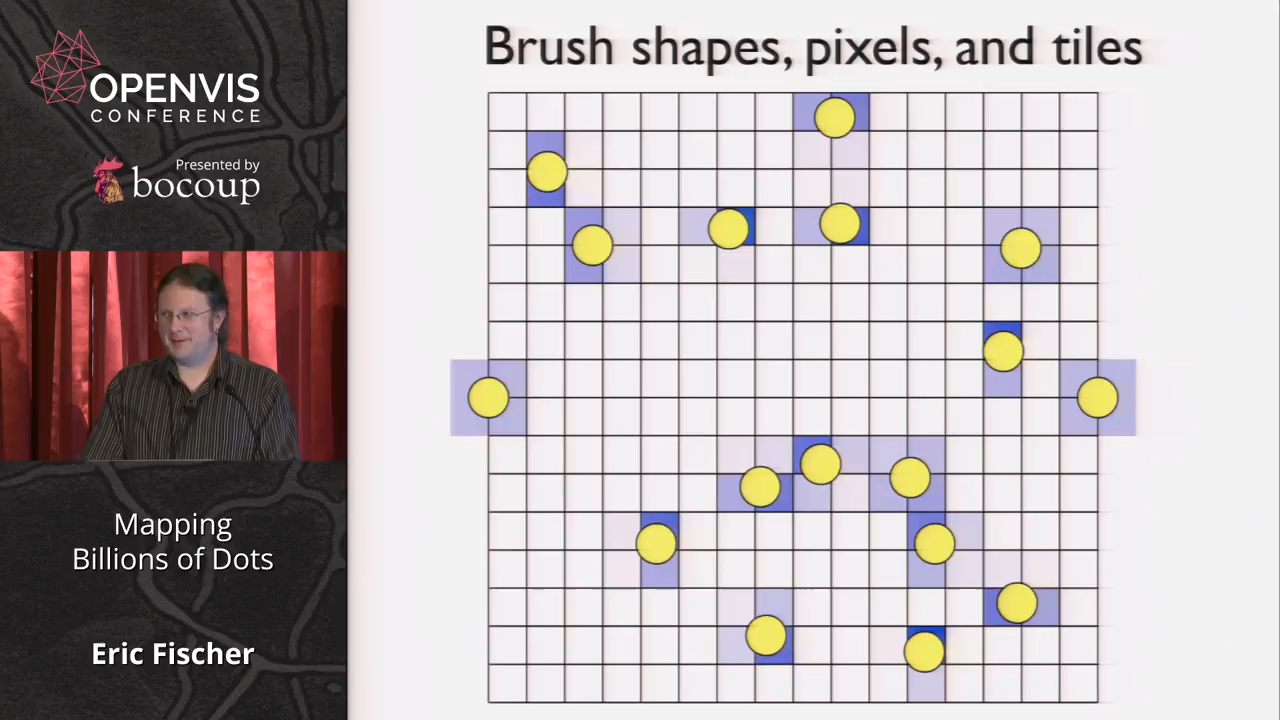 OPENVIS
CONFERENCE
Presented by
bocoup
Mapping
Billions of Dots
Eric Fischer
Brush shapes, pixels, and tiles